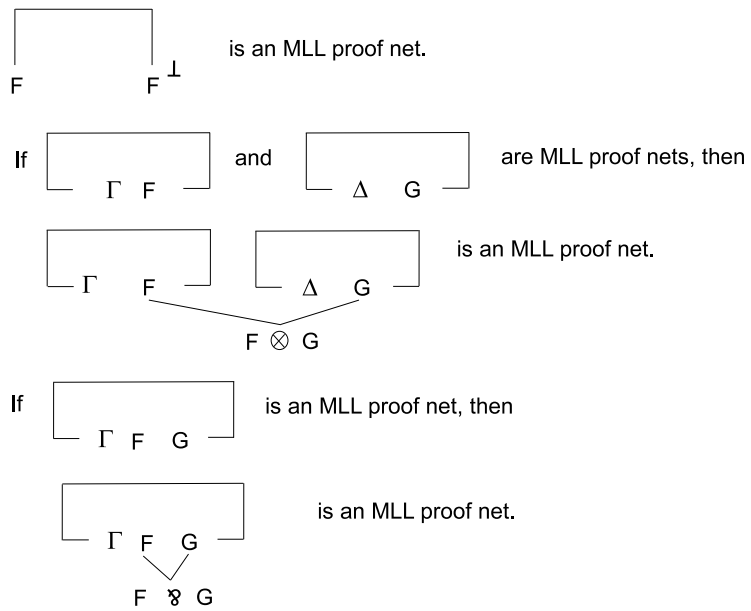 is an MLL proof net.
F F⊥
If and are MLL proof nets, then
Γ F Δ G
is an MLL proof net.
Γ F Δ G
F ⊗ G
If is an MLL proof net, then
Γ F G
is an MLL proof net.
Γ F G
F ⅋ G